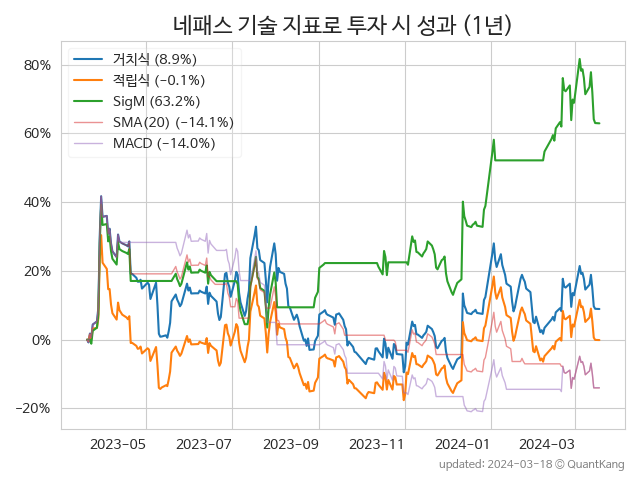 네패스 기술 지표로 투자 시 성과 (1년)
거치식 (8.9%)
적립식 (−0.1%)
SigM (63.2%)
SMA(20) (−14.1%)
MACD (−14.0%)
80%
60%
40%
20%
0%
−20%
2023-05 2023-07 2023-09 2023-11 2024-01 2024-03
updated: 2024-03-18 © QuantKang